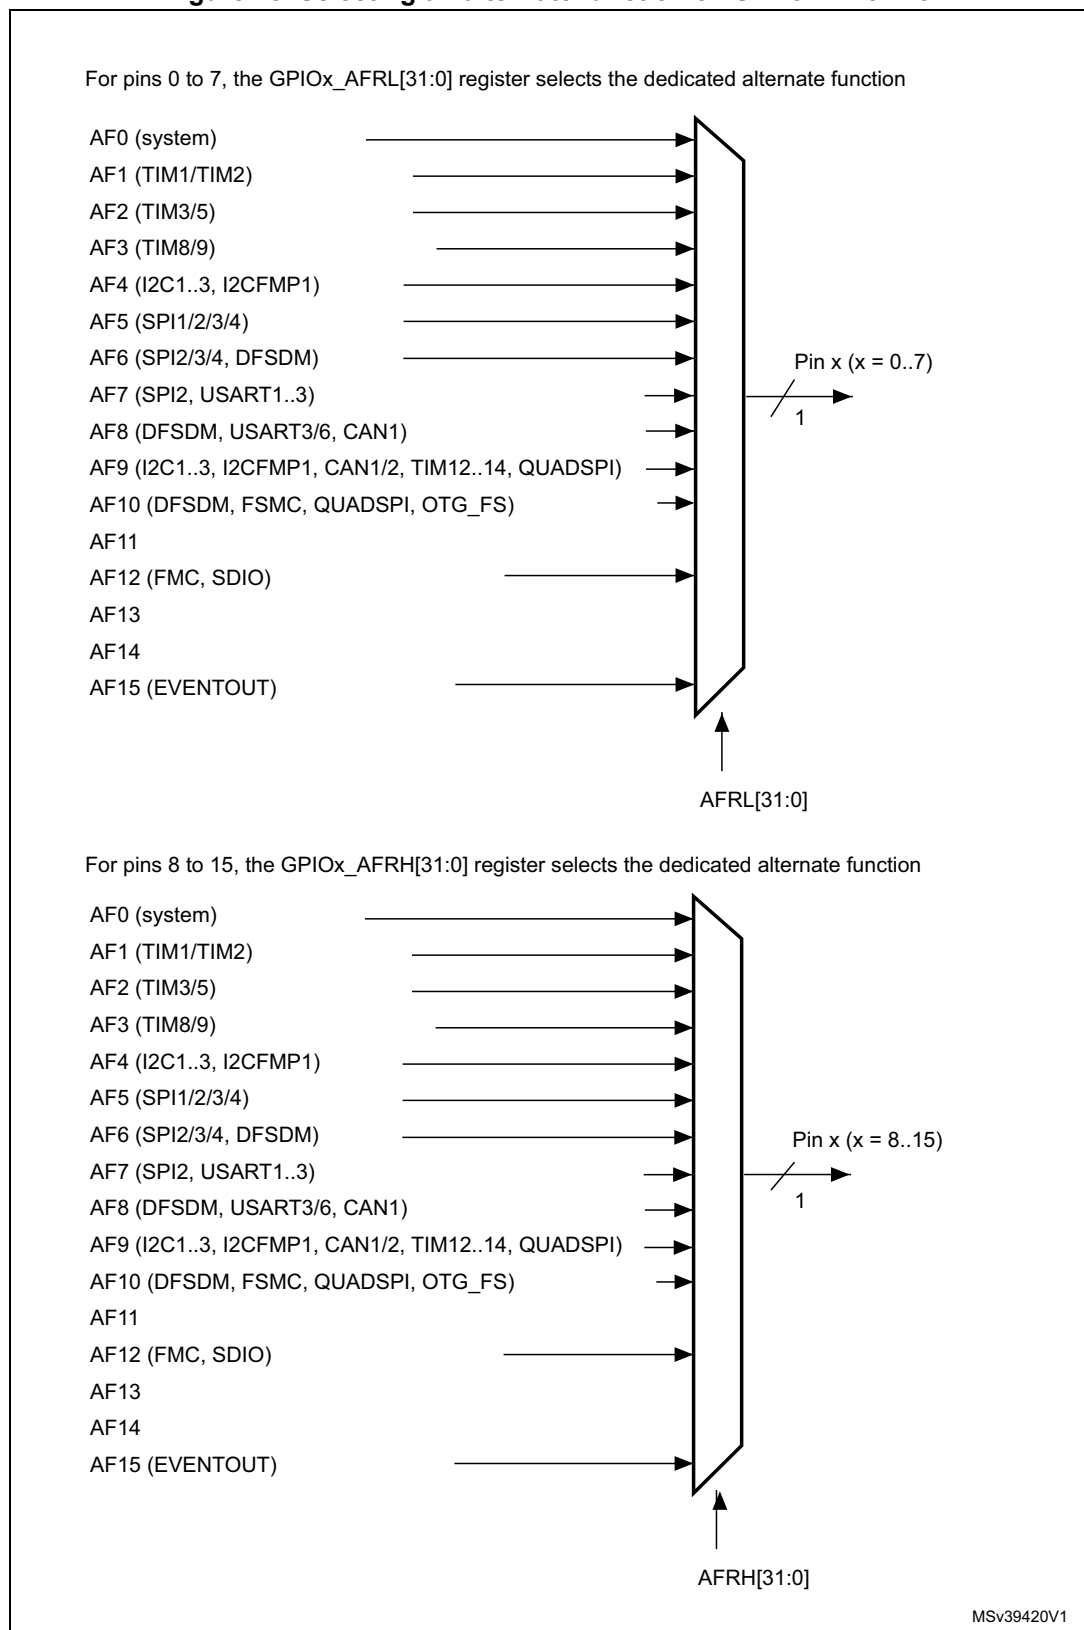 For pins 0 to 7, the GPIOx_AFRL[31:0] register selects the dedicated alternate function
AF0 (system)
AF1 (TIM1/TIM2)
AF2 (TIM3/5)
AF3 (TIM8/9)
AF4 (I2C1..3, I2CFMP1)
AF5 (SPI1/2/3/4)
AF6 (SPI2/3/4, DFSDM)
Pin x (x = 0..7)
AF7 (SPI2, USART1..3)
1
AF8 (DFSDM, USART3/6, CAN1)
AF9 (I2C1..3, I2CFMP1, CAN1/2, TIM12..14, QUADSPI)
AF10 (DFSDM, FSMC, QUADSPI, OTG_FS)
AF11
AF12 (FMC, SDIO)
AF13
AF14
AF15 (EVENTOUT)
AFRL[31:0]
For pins 8 to 15, the GPIOx_AFRH[31:0] register selects the dedicated alternate function
AF0 (system)
AF1 (TIM1/TIM2)
AF2 (TIM3/5)
AF3 (TIM8/9)
AF4 (I2C1..3, I2CFMP1)
AF5 (SPI1/2/3/4)
AF6 (SPI2/3/4, DFSDM)
Pin x (x = 8..15)
AF7 (SPI2, USART1..3)
1
AF8 (DFSDM, USART3/6, CAN1)
AF9 (I2C1..3, I2CFMP1, CAN1/2, TIM12..14, QUADSPI)
AF10 (DFSDM, FSMC, QUADSPI, OTG_FS)
AF11
AF12 (FMC, SDIO)
AF13
AF14
AF15 (EVENTOUT)
AFRH[31:0]
MSv39420V1